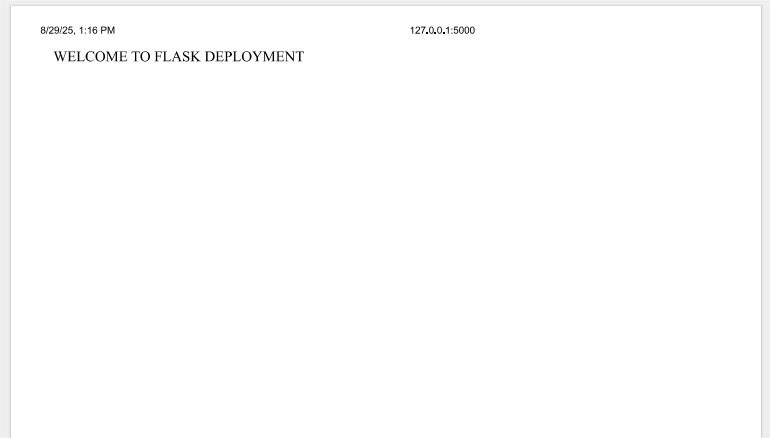 8/29/25, 1:16 PM 127.0.0.1:5000
WELCOME TO FLASK DEPLOYMENT